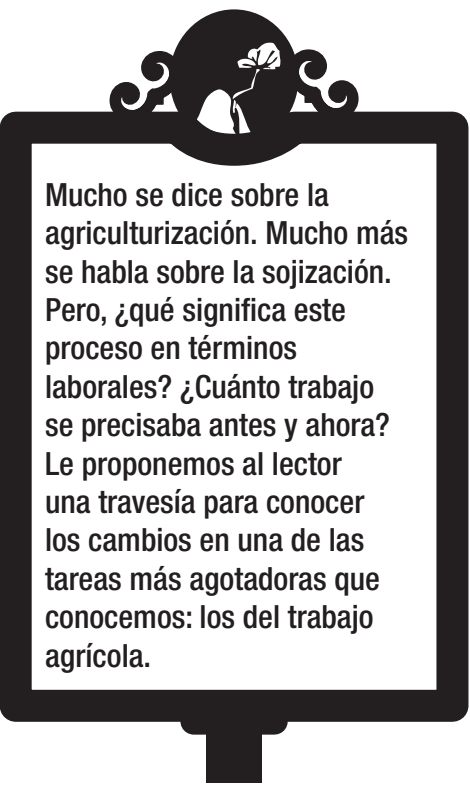 Mucho se dice sobre la
agriculturización. Mucho más
se habla sobre la sojización.
Pero, ¿qué significa este
proceso en términos
laborales? ¿Cuánto trabajo
se precisaba antes y ahora?
Le proponemos al lector
una travesía para conocer
los cambios en una de las
tareas más agotadoras que
conocemos: los del trabajo
agrícola.